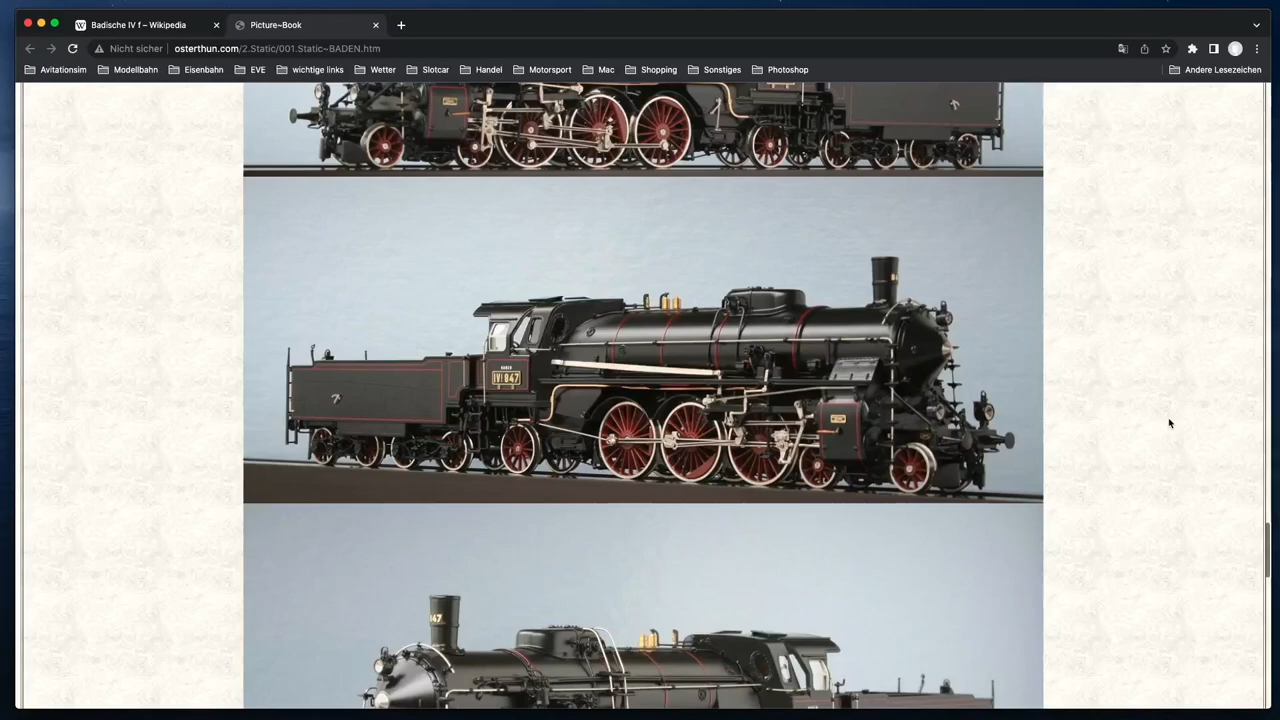 Badische IV f – Wikipedia
Picture~Book
Nicht sicher
osterthun.com/2.Static/001.Static~BADEN.htm
Avitationsim
Modellbahn
Eisenbahn
EVE
wichtige links
Wetter
Slotcar
Handel
Motorsport
Mac
Shopping
Sonstiges
Photoshop
Andere Lesezeichen
847
47